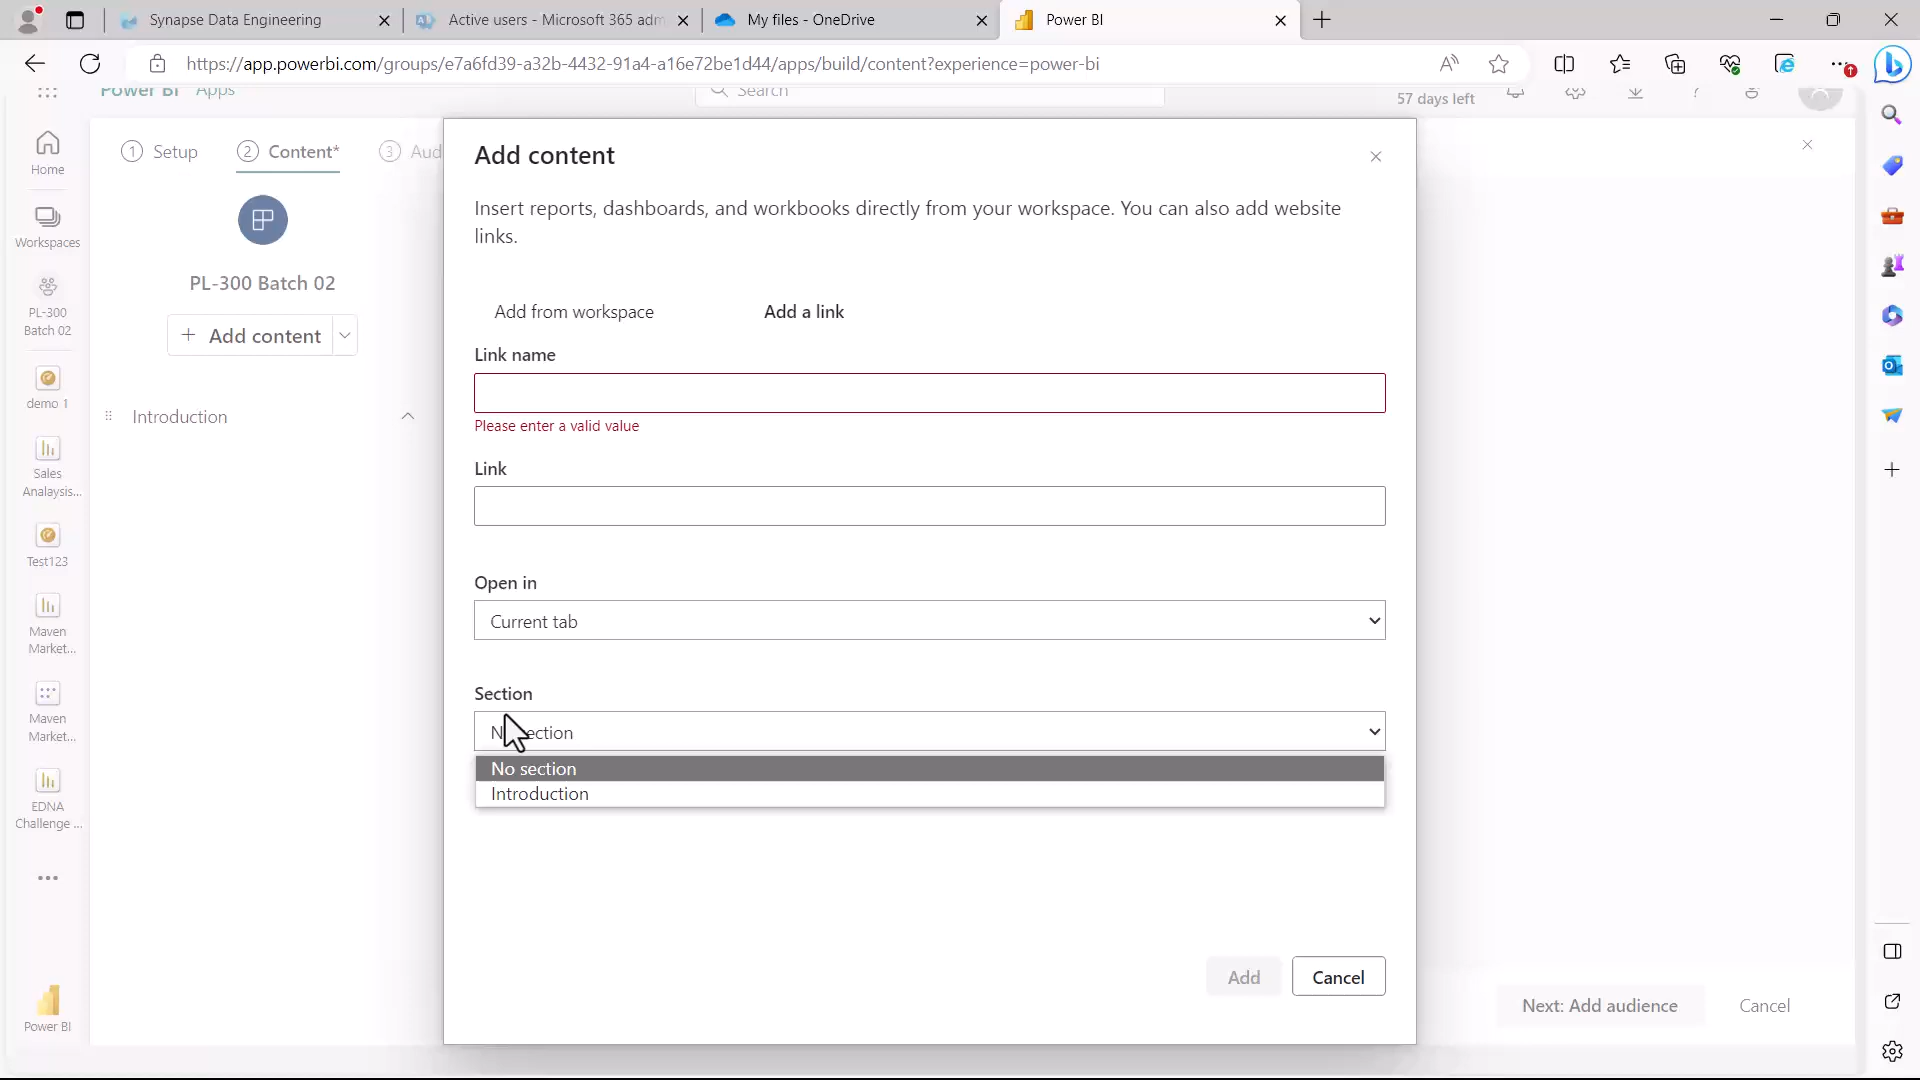 Synapse Data Engineering
Active users - Microsoft 365 adm
My files - OneDrive
Power BI
https://app.powerbi.com/groups/e7a6fd39-a32b-4432-91a4-a16e72be1d44/apps/build/content?experience=power-bi
Power BI Apps
Search
57 days left
Home
Workspaces
PL-300
Batch 02
demo 1
Sales
Analaysis...
Test123
Maven
Market...
Maven
Market...
EDNA
Challenge ...
Power BI
1 Setup
2 Content*
3 Aud
PL-300 Batch 02
+ Add content
Introduction
Add content
Insert reports, dashboards, and workbooks directly from your workspace. You can also add website
links.
Add from workspace
Add a link
Link name
Please enter a valid value
Link
Open in
Current tab
Section
No section
No section
Introduction
Add
Cancel
Next: Add audience
Cancel